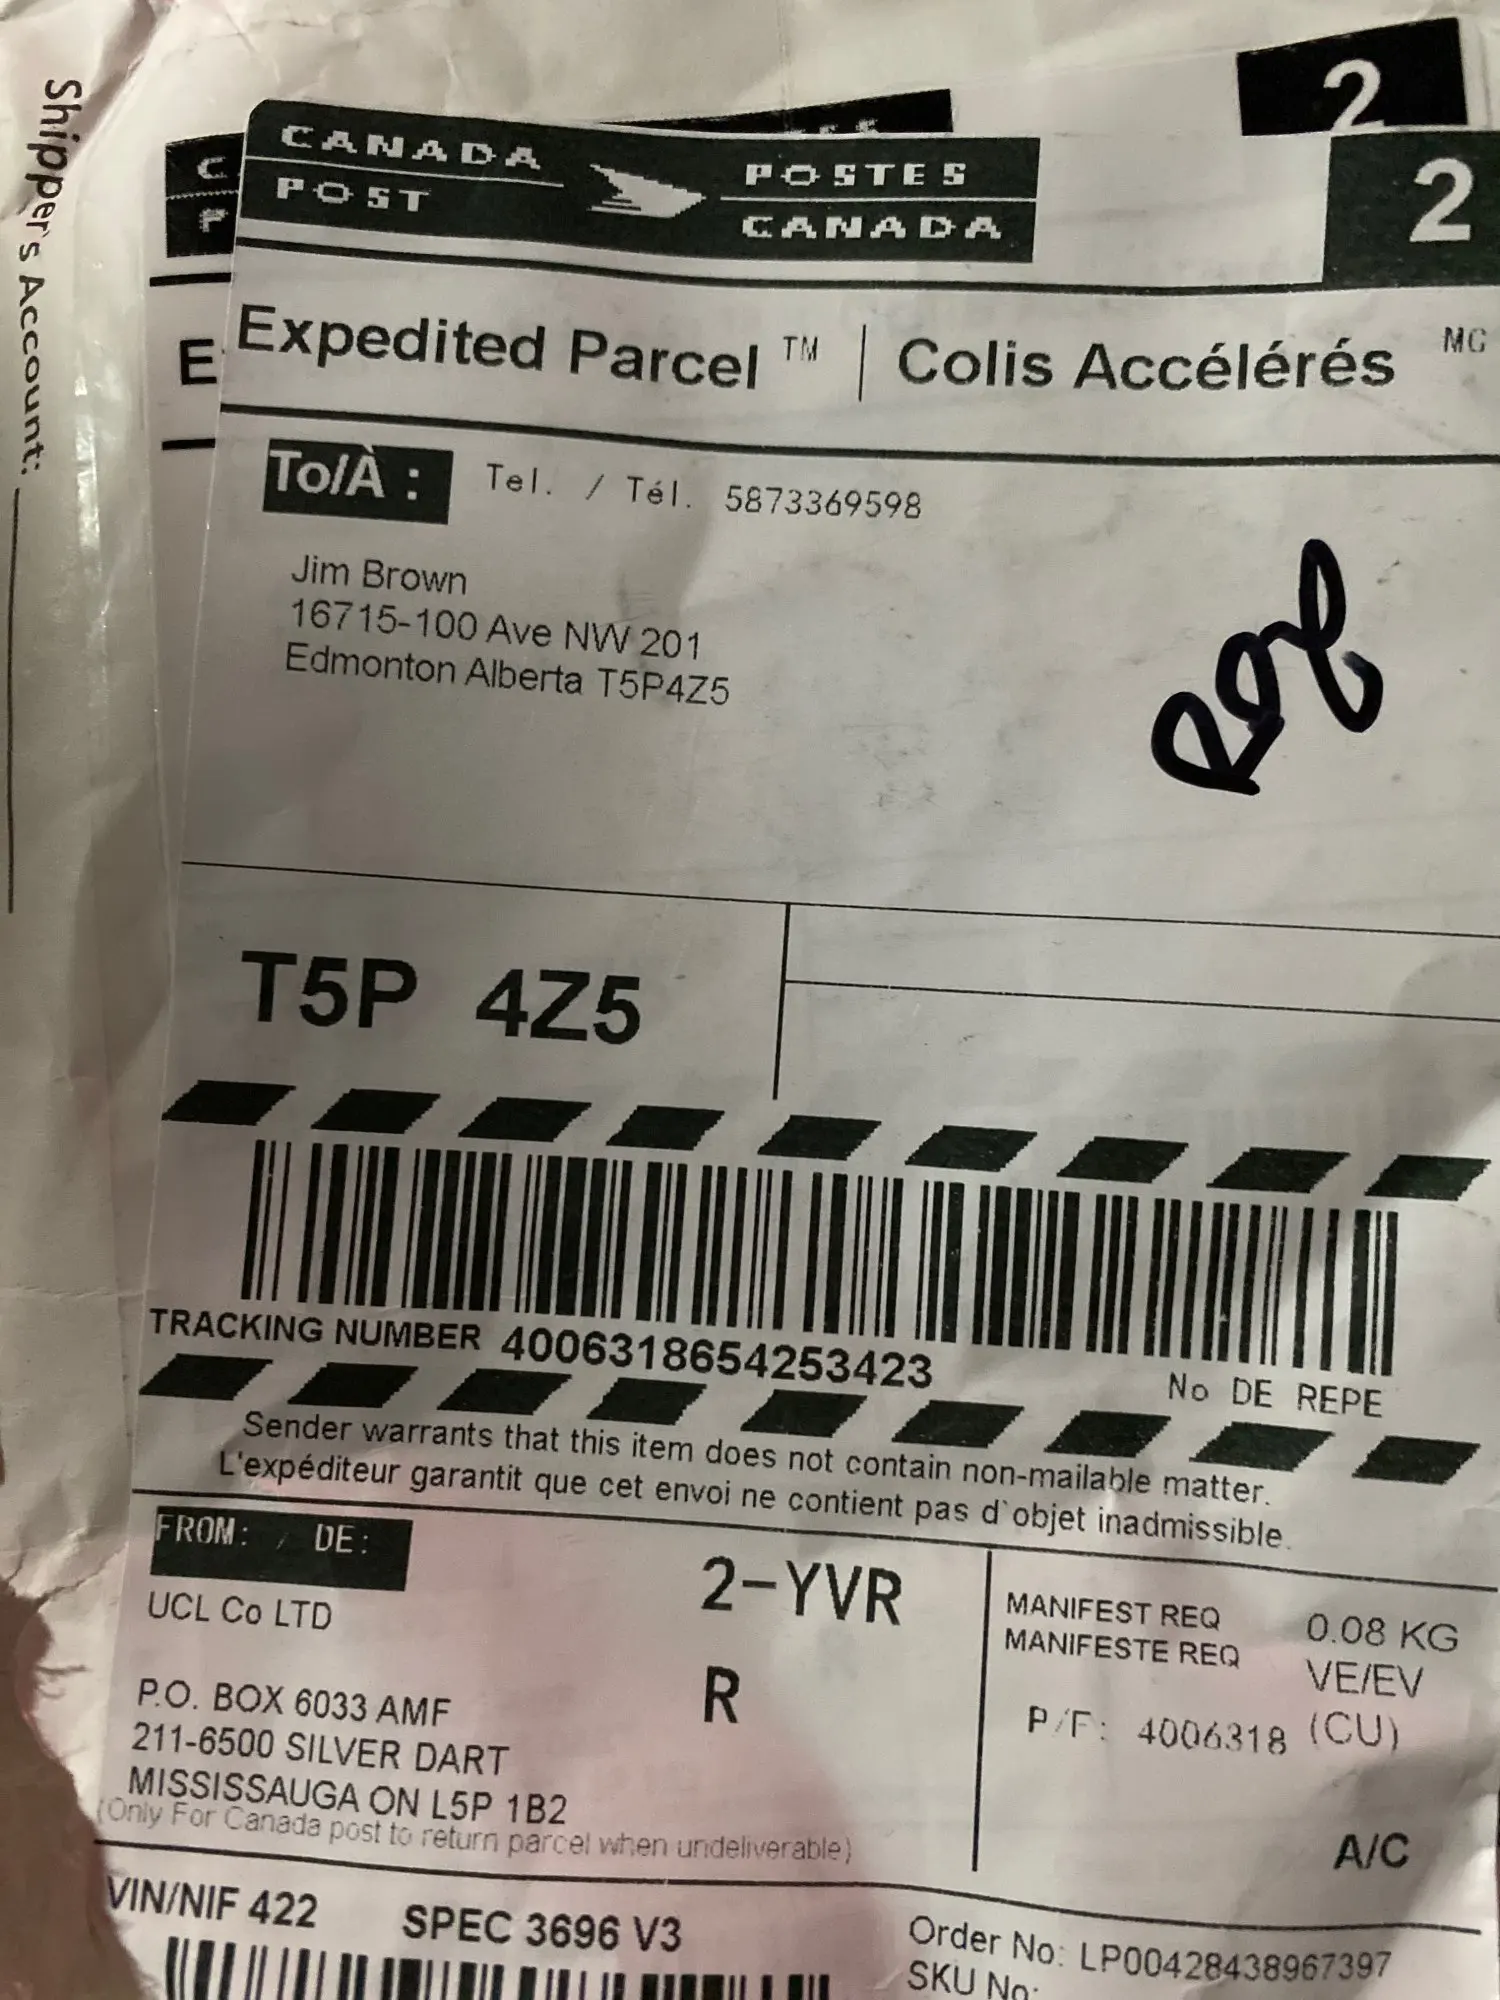 Shipper's Account:
2
2
CANADA POST
POSTES CANADA
Expedited Parcel ™ | Colis Accélérés MG
To/À : Tel. / Tél. 5873369598
Jim Brown
16715-100 Ave NW 201
Edmonton Alberta T5P4Z5
T5P 4Z5
TRACKING NUMBER 4006318654253423
No DE REPE
Sender warrants that this item does not contain non-mailable matter.
L'expéditeur garantit que cet envoi ne contient pas d`objet inadmissible.
FROM: / DE:
UCL Co LTD
P.O. BOX 6033 AMF
211-6500 SILVER DART
MISSISSAUGA ON L5P 1B2
(Only For Canada post to return parcel when undeliverable)
2-YVR
R
MANIFEST REQ
MANIFESTE REQ
0.08 KG
VE/EV
P/F: 4006318 (CU)
A/C
VIN/NIF 422 SPEC 3696 V3
Order No: LP00428438967397
SKU No: